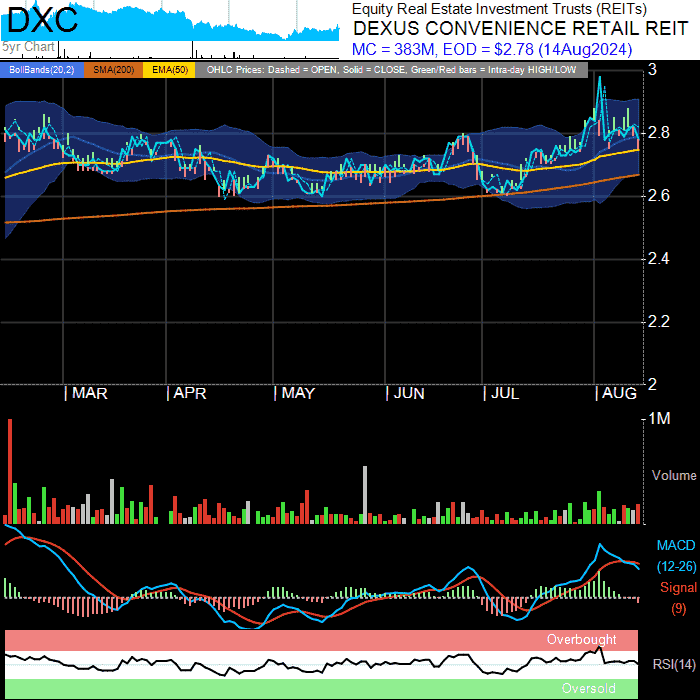 DXC
Equity Real Estate Investment Trusts (REITs)
DEXUS CONVENIENCE RETAIL REIT
5yr Chart
MC = 383M, EOD = $2.78 (14Aug2024)
BollBands(20,2) SMA(200) EMA(50) OHLC Prices: Dashed = OPEN, Solid = CLOSE, Green/Red bars = Intra-day HIGH/LOW
3
2.8
2.6
2.4
2.2
2
| MAR | APR | MAY | JUN | JUL | AUG
1M
Volume
MACD
(12-26)
Signal
(9)
Overbought
RSI(14)
Oversold